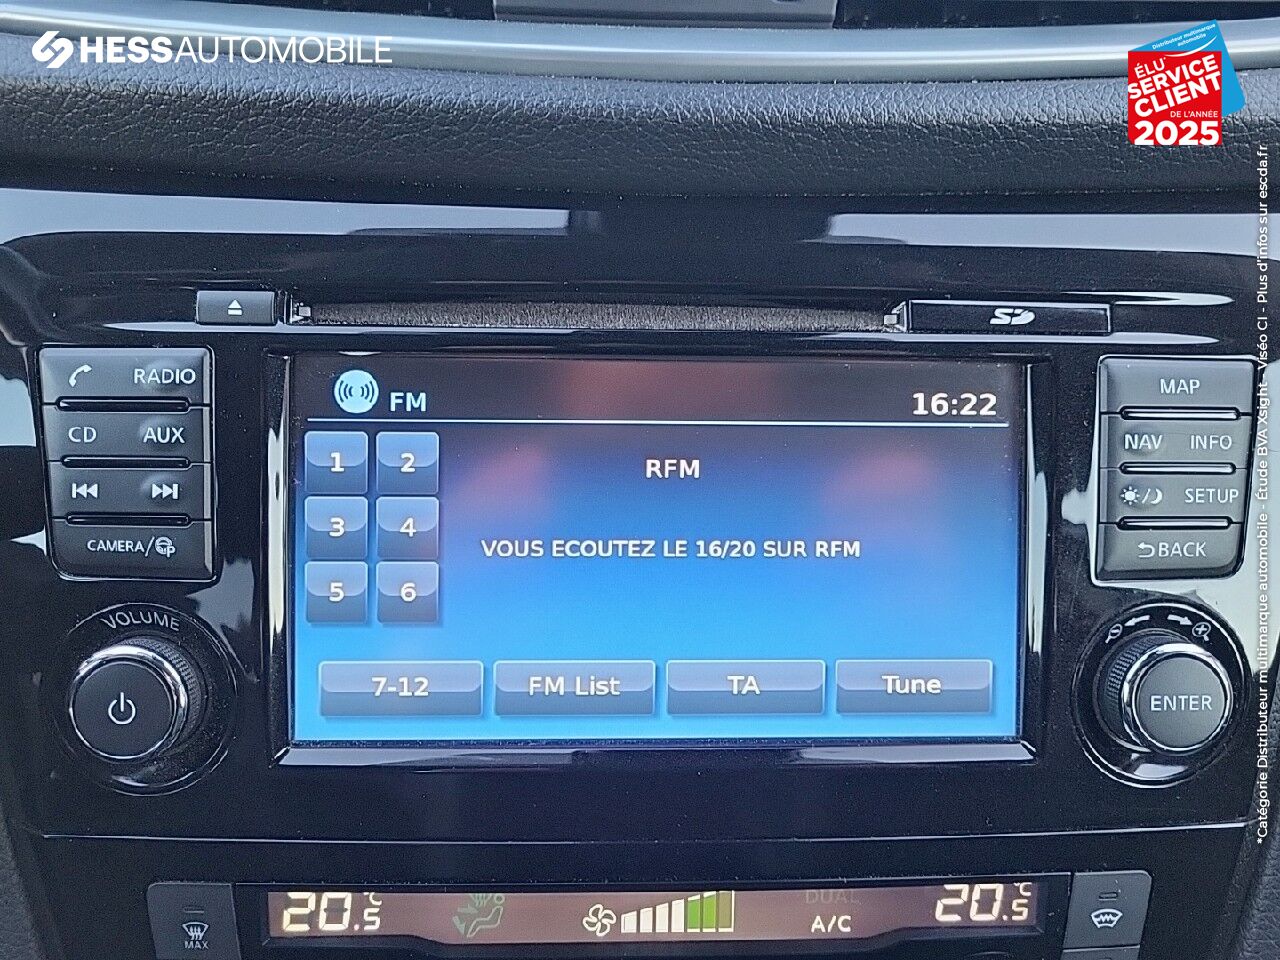 HESSAUTOMOBILE
Distributeur multimarque
automobile
ÉLU
SERVICE
CLIENT
DE L'ANNÉE
2025
*Catégorie Distributeur multimarque automobile - Étude BVA Xsight - Viséo CI - Plus d'infos sur escda.fr
SD
RADIO
CD AUX
CAMERA/
VOLUME
FM
16:22
1 2
3 4
5 6
RFM
VOUS ECOUTEZ LE 16/20 SUR RFM
7-12 FM List TA Tune
MAP
NAV INFO
SETUP
BACK
ENTER
20.5°C
DUAL
A/C
20.5°C
MAX